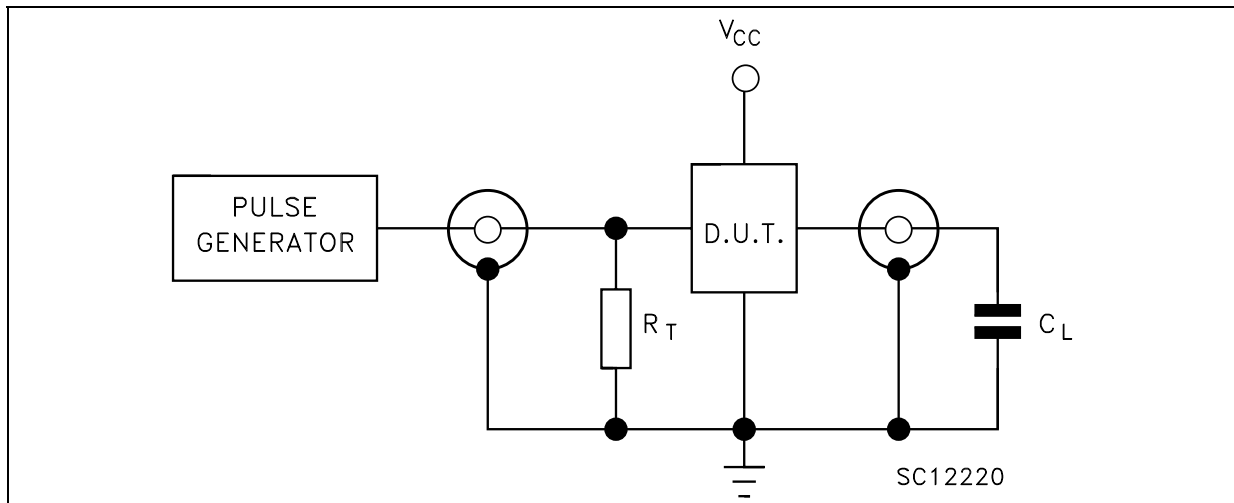 VCC
PULSE
GENERATOR
D.U.T.
RT
CL
SC12220